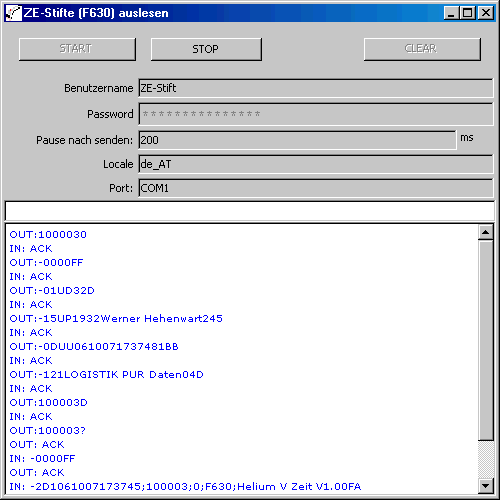 ZE-Stifte (F630) auslesen
START STOP CLEAR
Benutzername ZE-Stift
Password ***************
Pause nach senden: 200 ms
Locale de_AT
Port: COM1
OUT:1000030
IN: ACK
OUT:-0000FF
IN: ACK
OUT:-01UD32D
IN: ACK
OUT:-15UP1932Werner Hehenwart245
IN: ACK
OUT:-0DUU0610071737481BB
IN: ACK
OUT:-121LOGISTIK PUR Daten04D
IN: ACK
OUT:100003D
IN: ACK
OUT:100003?
OUT: ACK
IN: -0000FF
OUT: ACK
IN: -2D1061007173745;100003;0;F630;Helium V Zeit V1.00FA